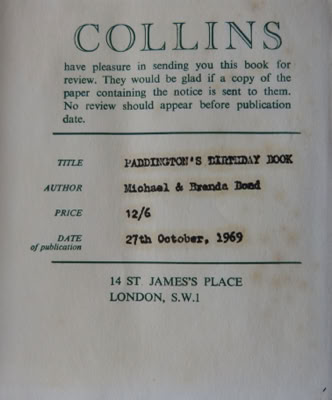 COLLINS
have pleasure in sending you this book for
review. They would be glad if a copy of the
paper containing the notice is sent to them.
No review should appear before publication
date.
TITLE PADDINGTON'S BIRTHDAY BOOK
AUTHOR Michael & Brenda Bond
PRICE 12/6
DATE of publication 27th October, 1969
14 ST JAMES'S PLACE
LONDON, S.W.1